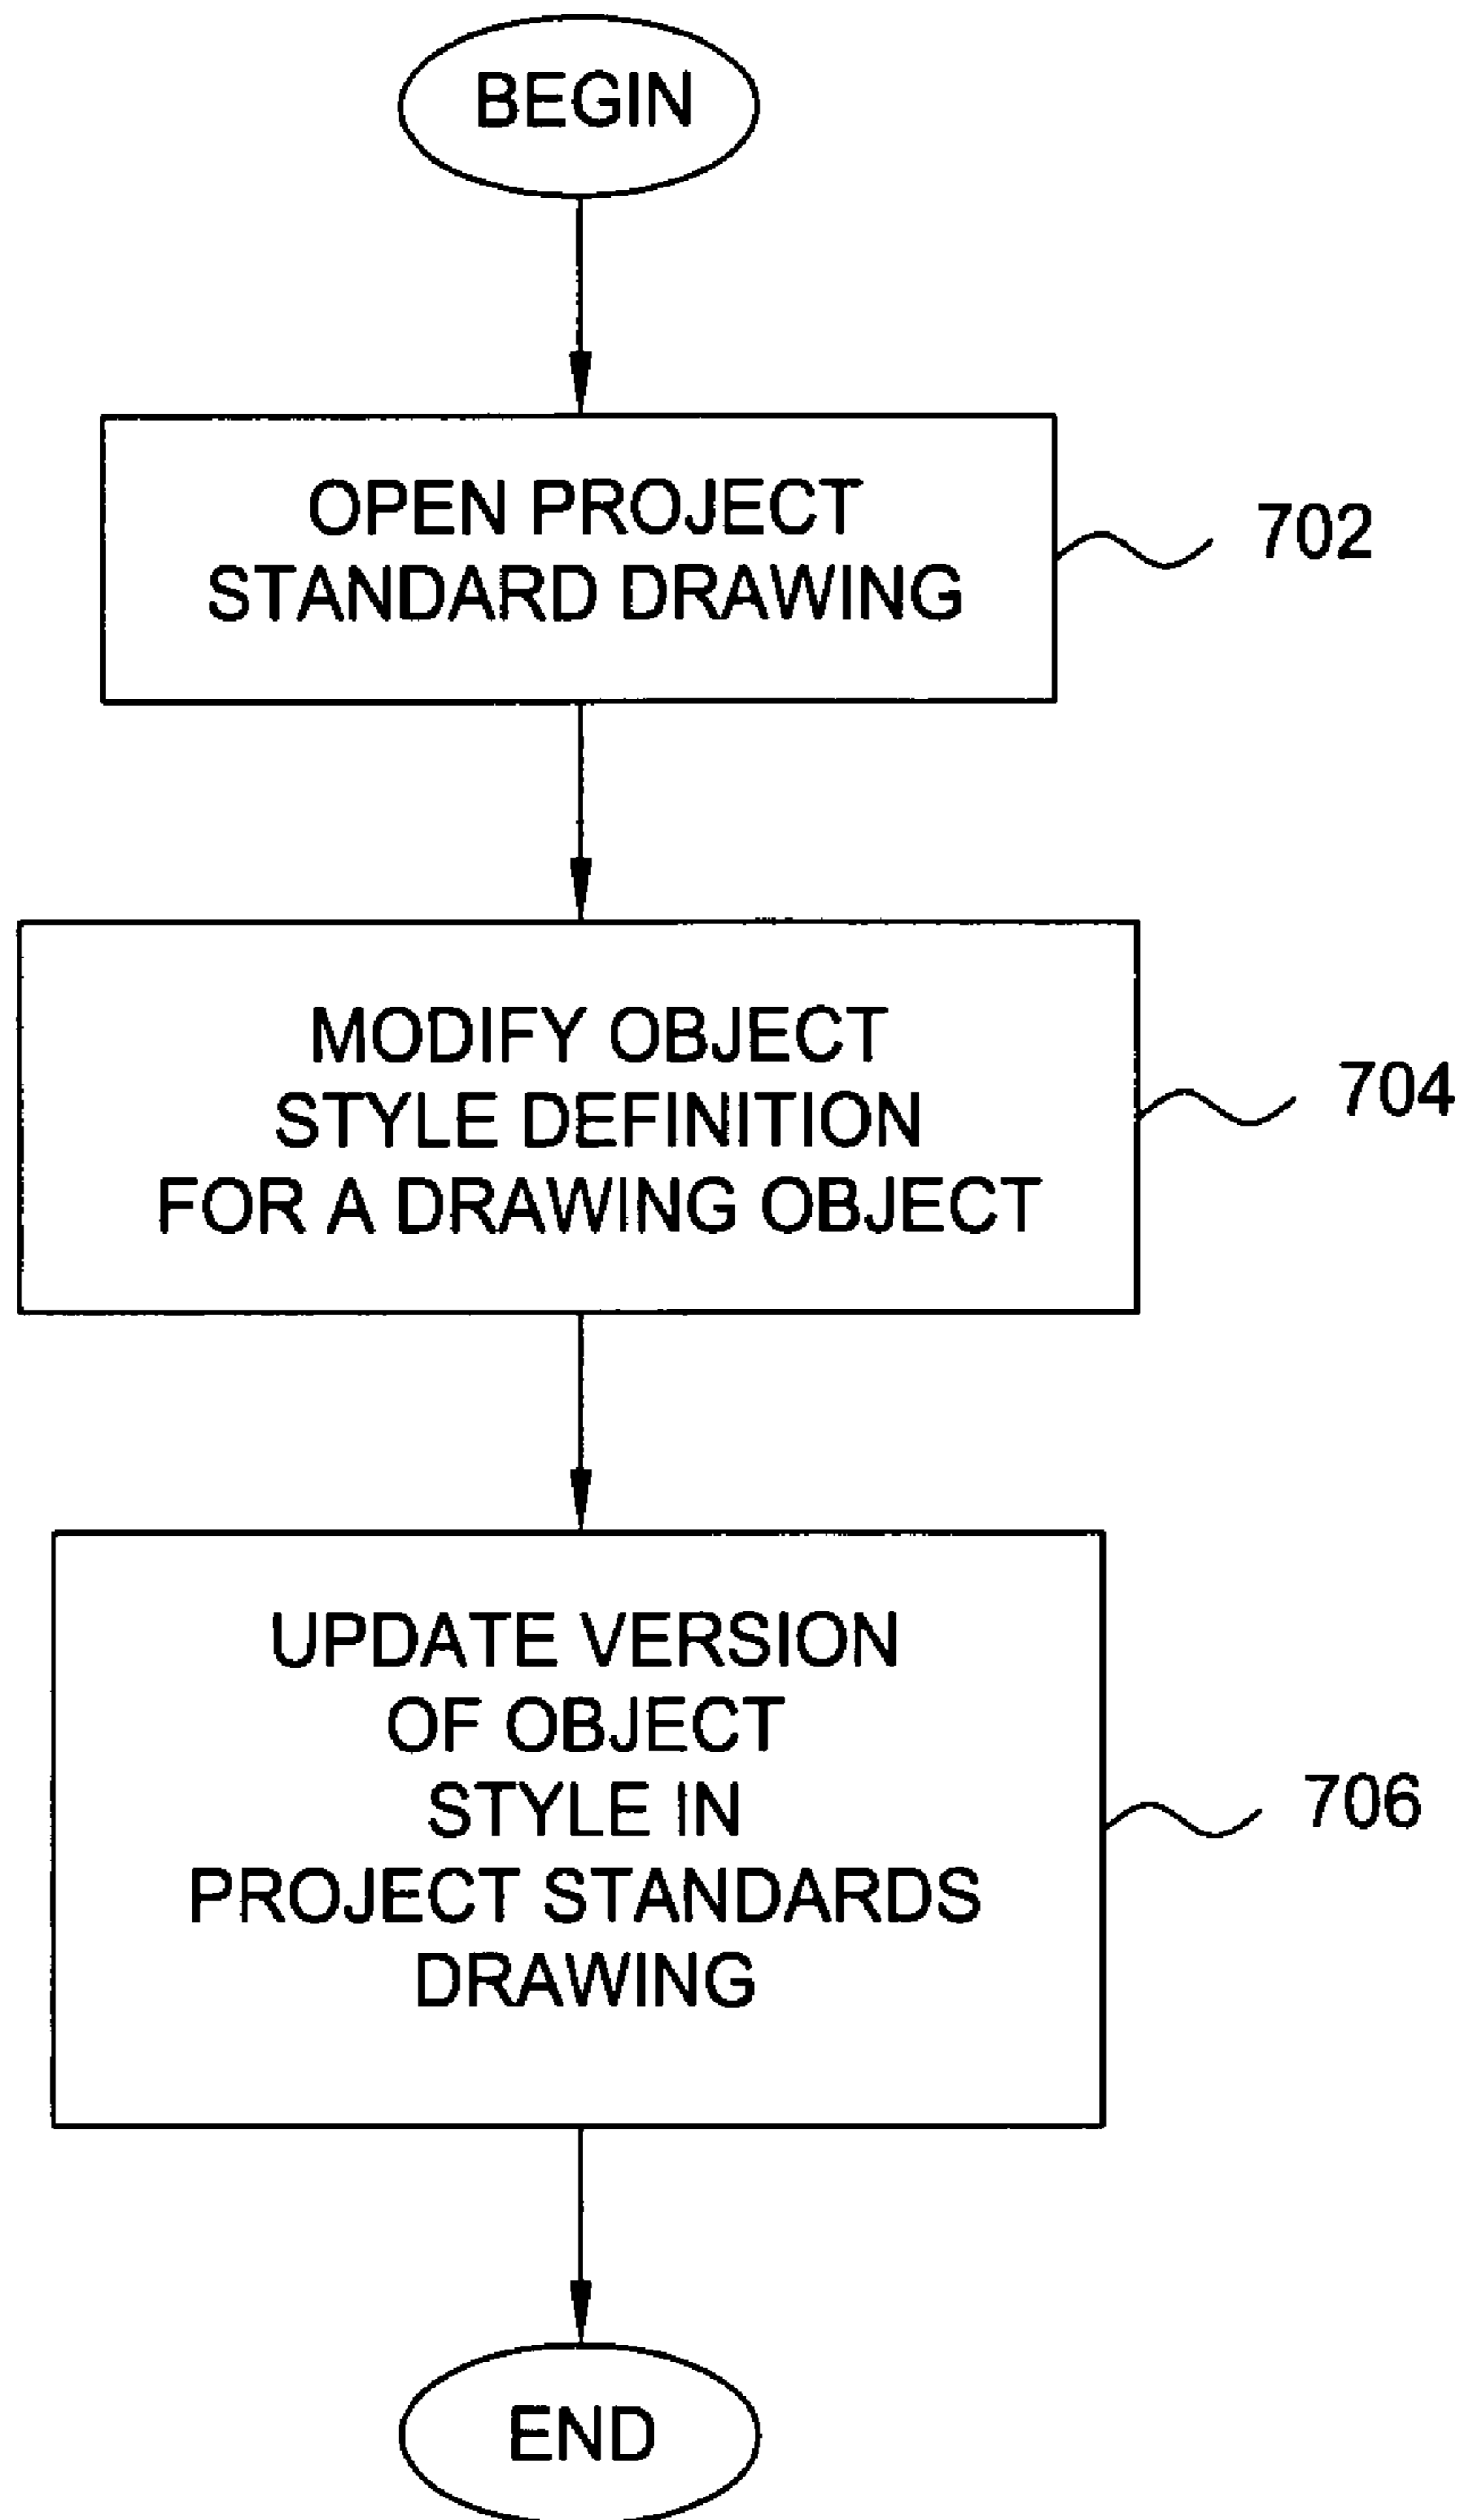 BEGIN
OPEN PROJECT
STANDARD DRAWING
702
MODIFY OBJECT
STYLE DEFINITION
FOR A DRAWING OBJECT
704
UPDATE VERSION
OF OBJECT
STYLE IN
PROJECT STANDARDS
DRAWING
706
END